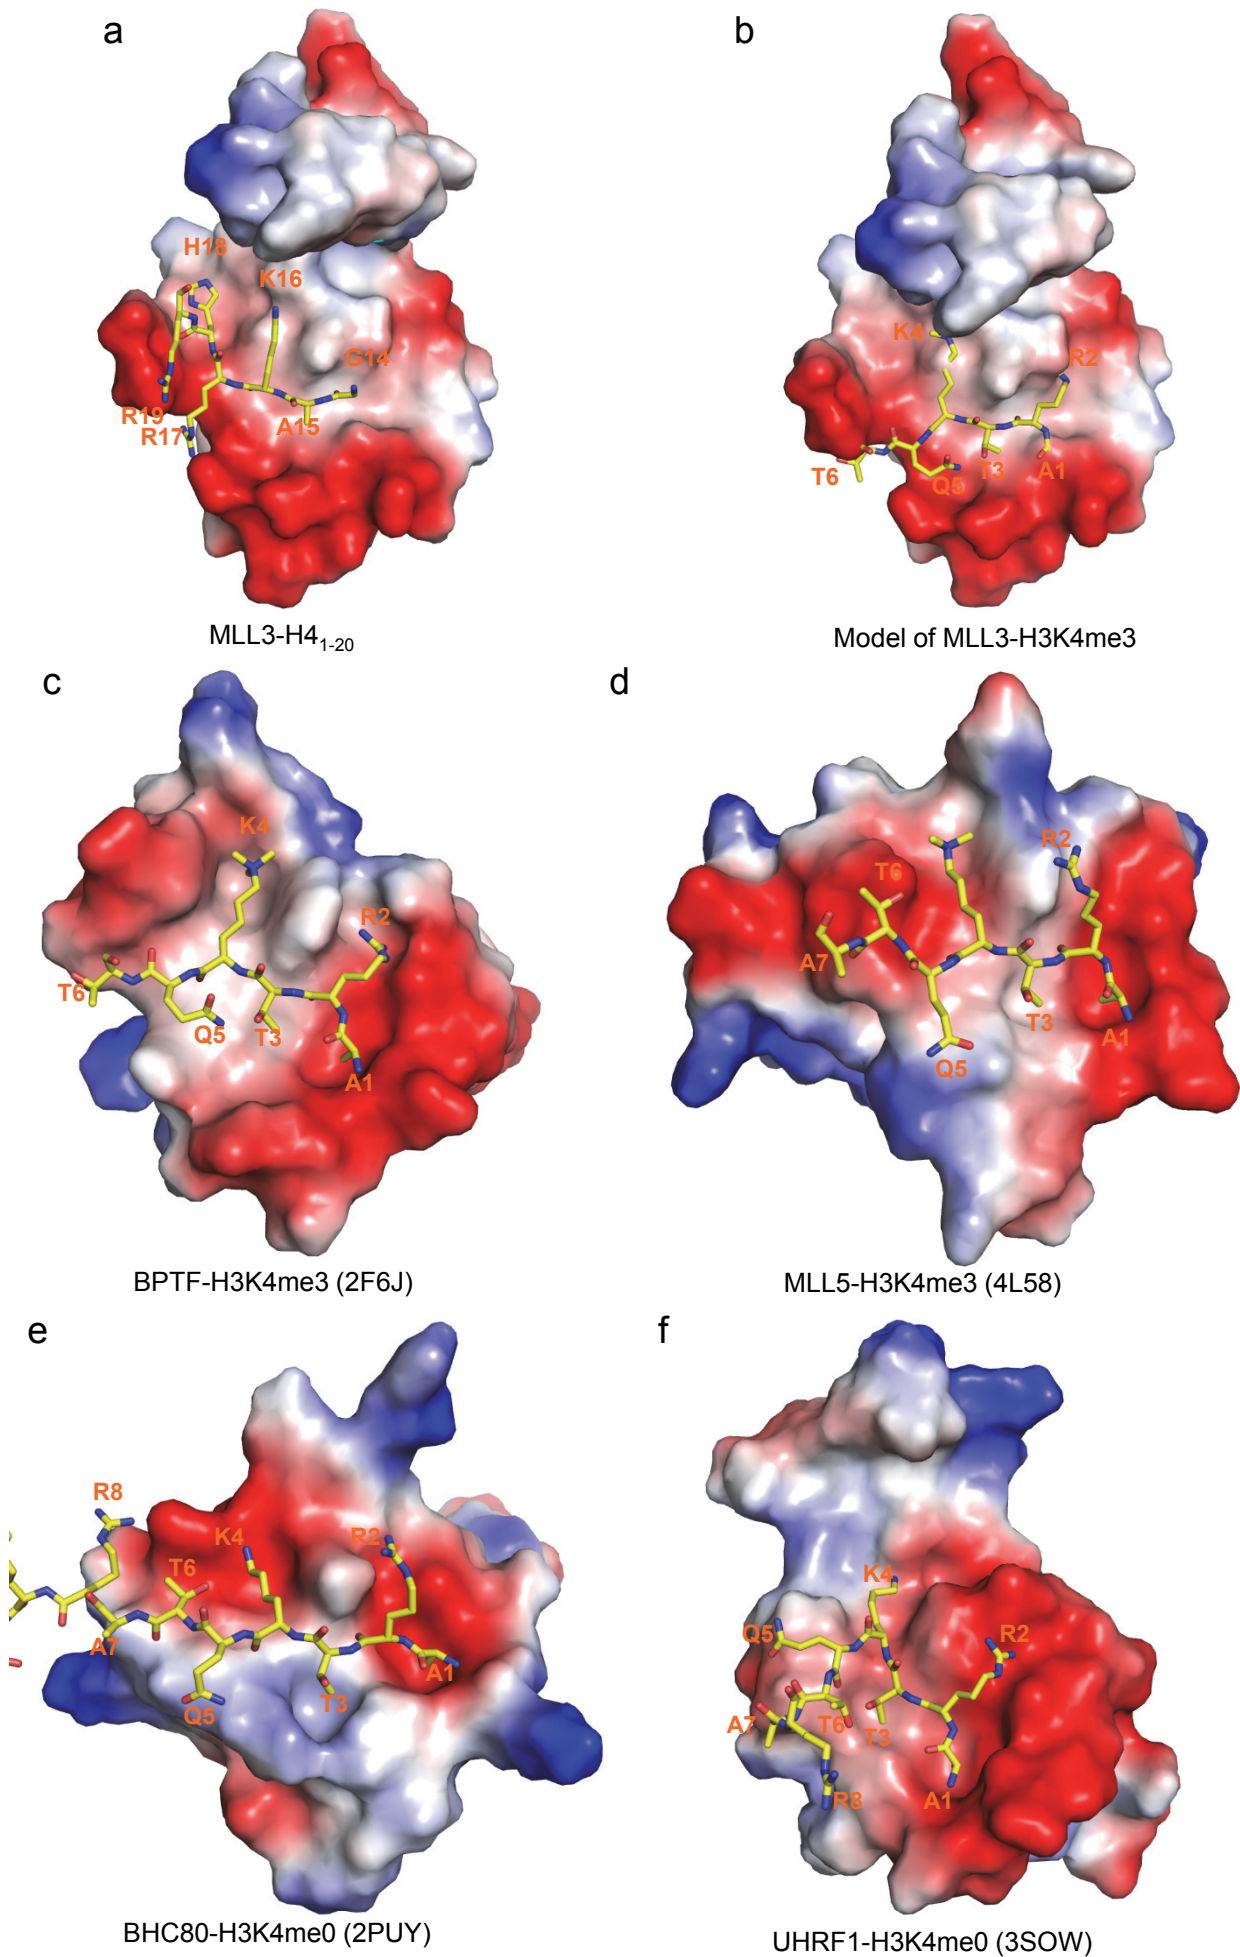 a
H18
K16
G14
R19
A15
R17
MLL3-H4₁₋₂₀
b
K4
R2
T6
Q5
T3
A1
Model of MLL3-H3K4me3
c
K4
R2
T6
Q5
T3
A1
BPTF-H3K4me3 (2F6J)
d
R2
T6
A7
T3
A1
Q5
MLL5-H3K4me3 (4L58)
e
R8
K4
R2
T6
A7
A1
Q5
T3
BHC80-H3K4me0 (2PUY)
f
K4
Q5
R2
A7
T6
T3
R8
A1
UHRF1-H3K4me0 (3SOW)